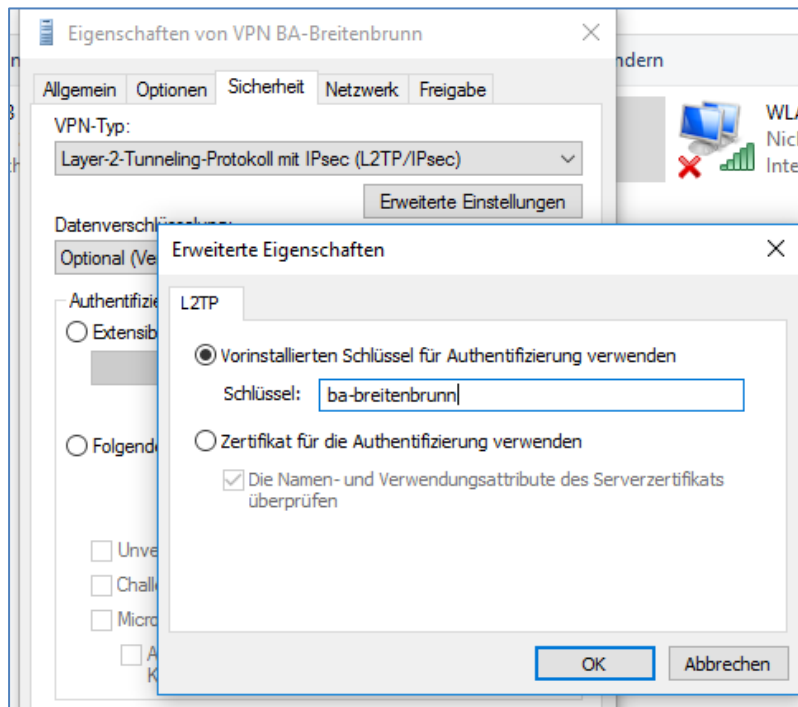 Eigenschaften von VPN BA-Breitenbrunn
ndern
Allgemein Optionen Sicherheit Netzwerk Freigabe
VPN-Typ:
Layer-2-Tunneling-Protokoll mit IPsec (L2TP/IPsec)
Erweiterte Einstellungen
WLA
Nich
Inte
Datenverschlüsselung:
Optional (Ve
Authentifizie
Extensib
Folgende
Unve
Challe
Micro
A
K
Erweiterte Eigenschaften
L2TP
Vorinstallierten Schlüssel für Authentifizierung verwenden
Schlüssel: ba-breitenbrunn
Zertifikat für die Authentifizierung verwenden
Die Namen- und Verwendungsattribute des Serverzertifikats
überprüfen
OK Abbrechen